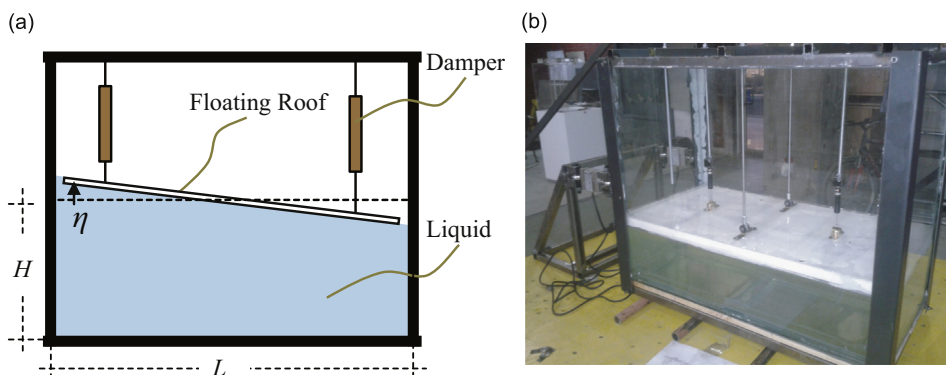 (a)
Damper
Floating Roof
η
Liquid
H
L
(b)